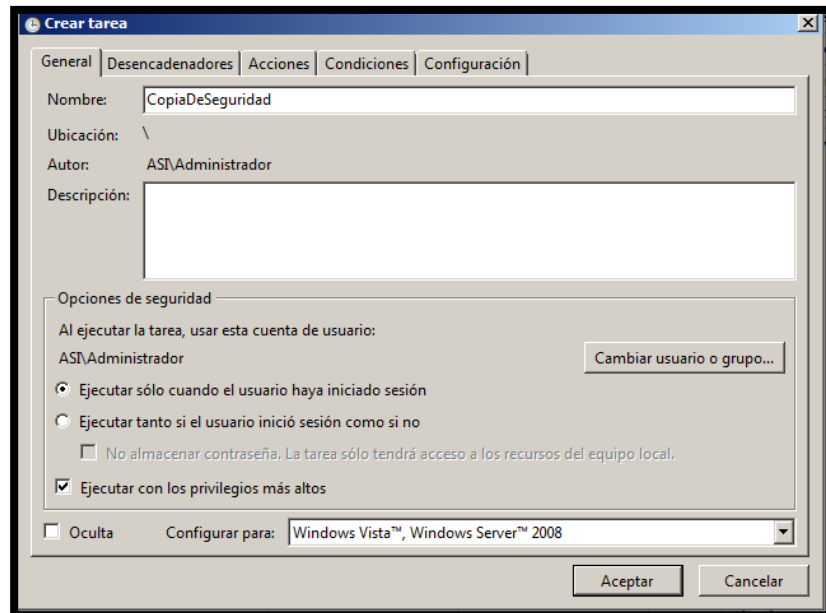 Crear tarea
General Desencadenadores Acciones Condiciones Configuración
Nombre: CopiaDeSeguridad
Ubicación: \
Autor: ASI\Administrador
Descripción:
Opciones de seguridad
Al ejecutar la tarea, usar esta cuenta de usuario:
ASI\Administrador Cambiar usuario o grupo...
Ejecutar sólo cuando el usuario haya iniciado sesión
Ejecutar tanto si el usuario inició sesión como si no
No almacenar contraseña. La tarea sólo tendrá acceso a los recursos del equipo local.
Ejecutar con los privilegios más altos
Oculta Configurar para: Windows Vista™, Windows Server™ 2008
Aceptar Cancelar